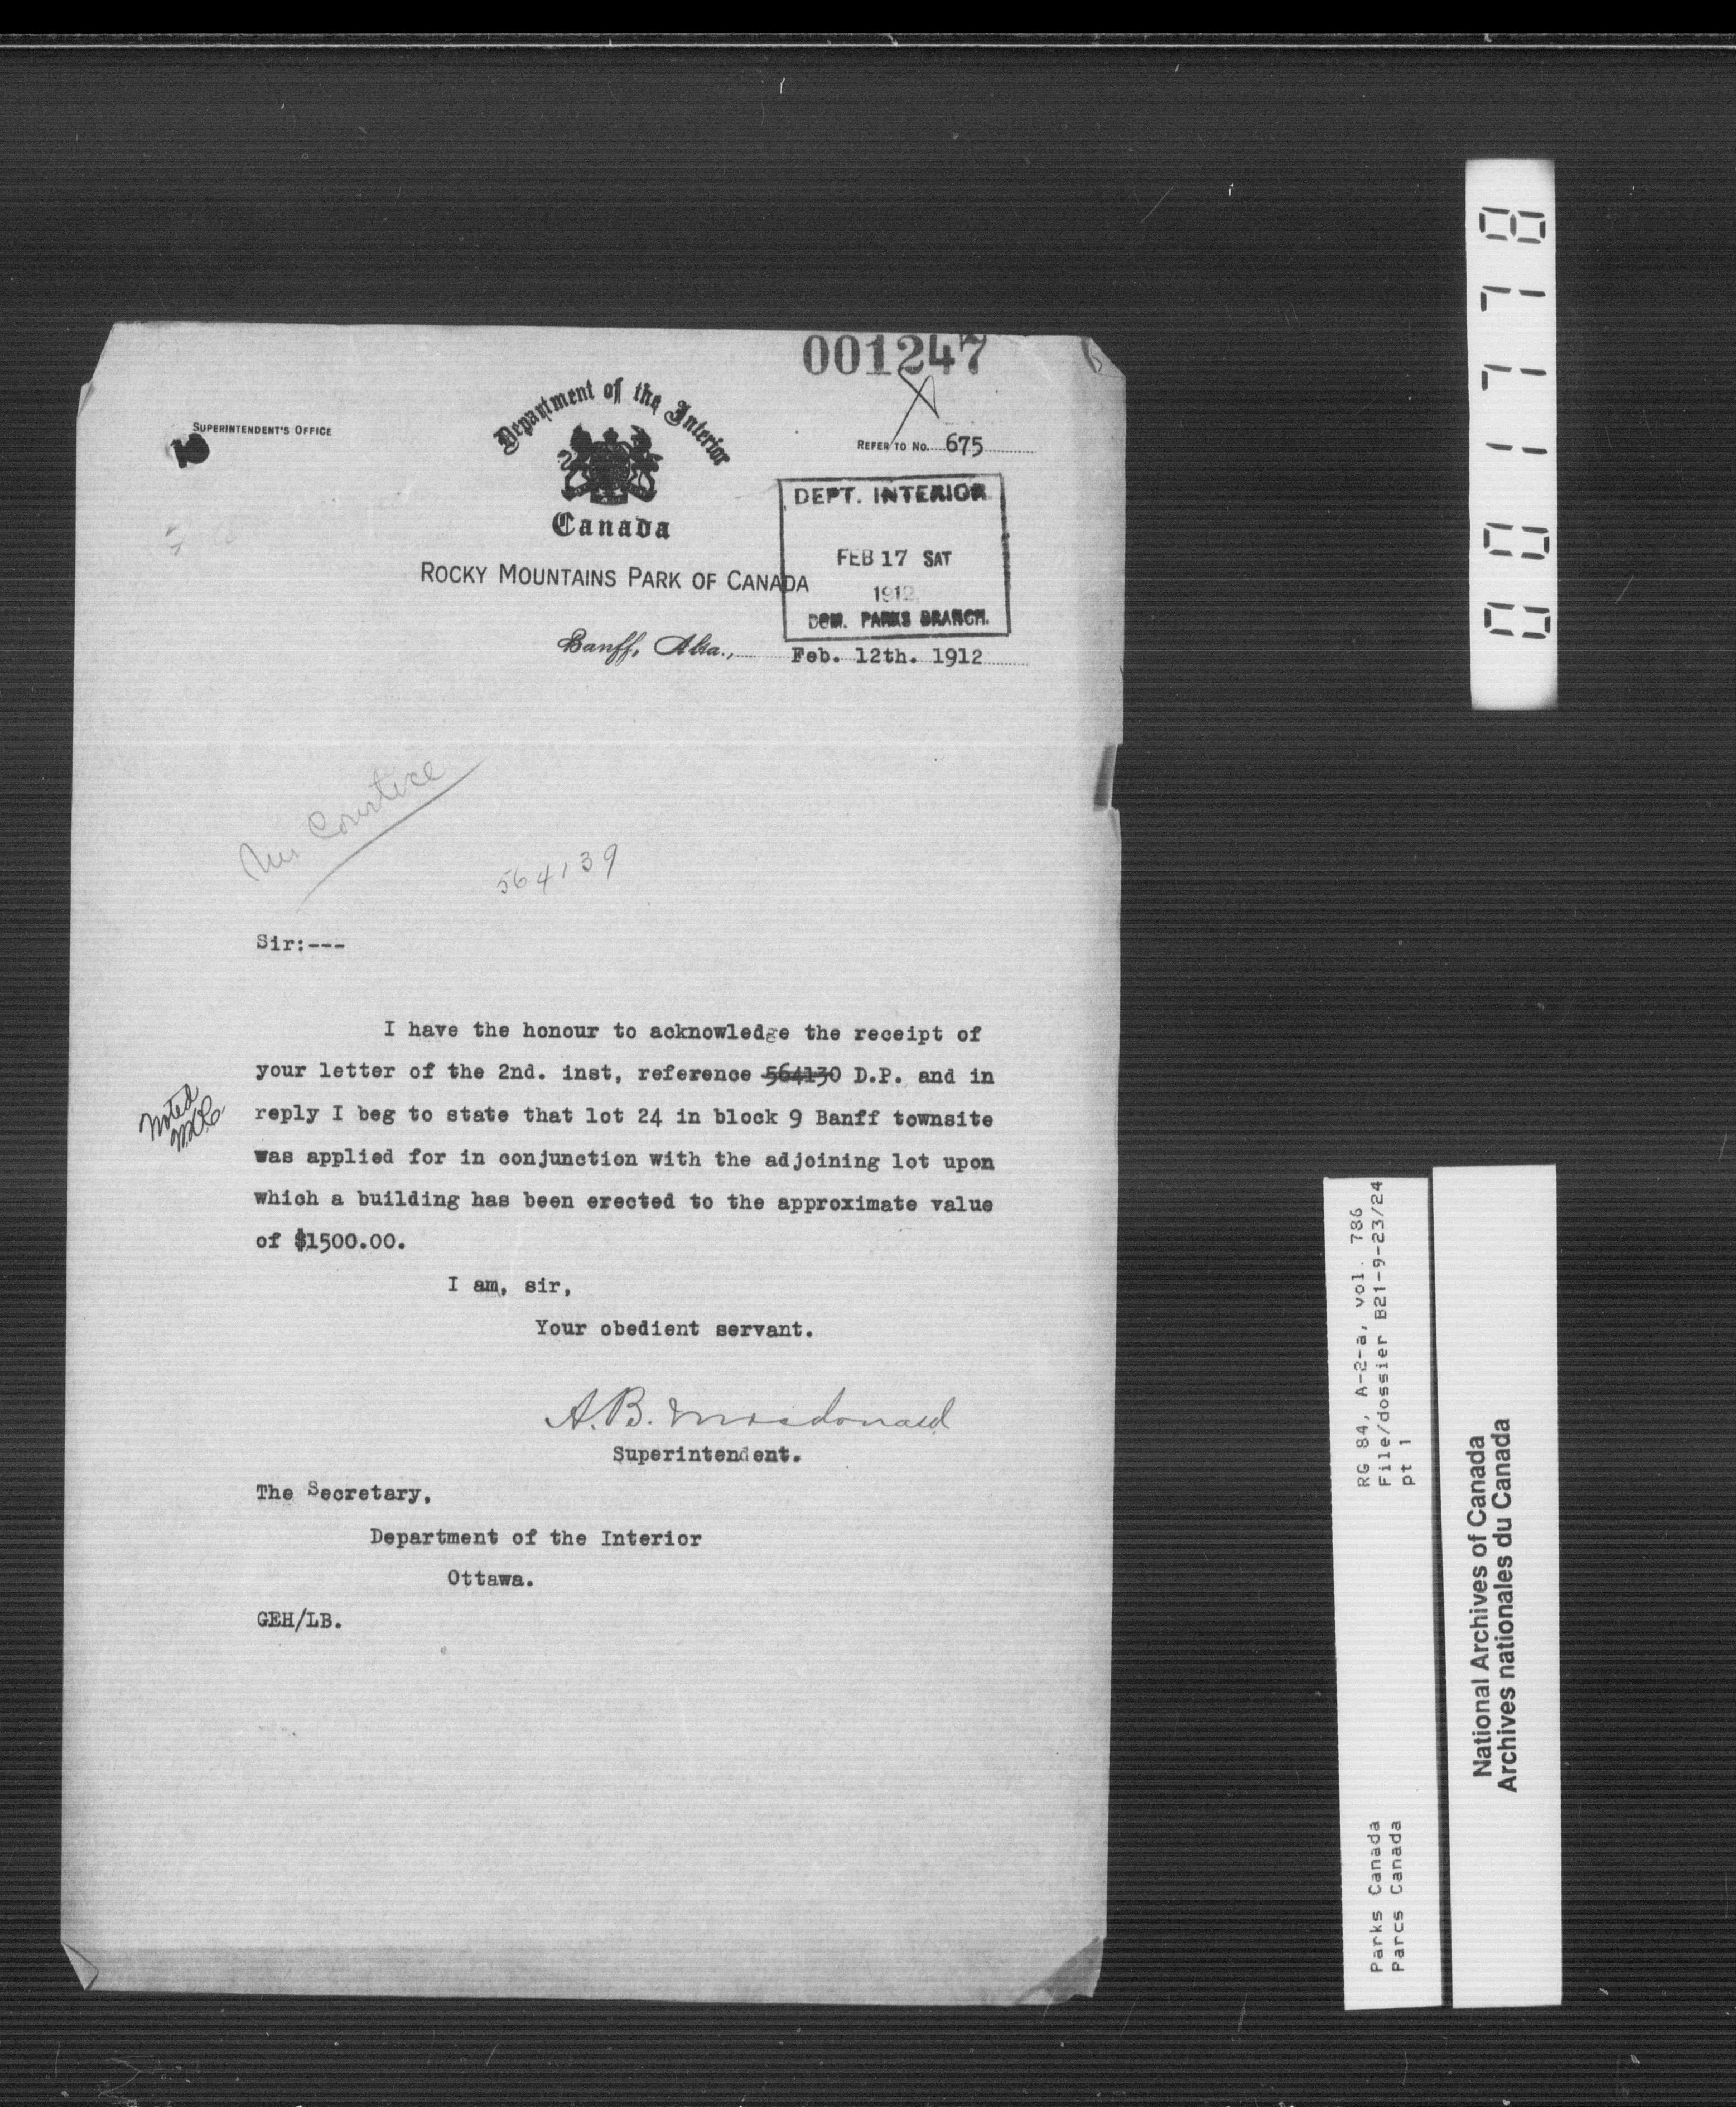 001247
SUPERINTENDENT'S OFFICE
Department of the Interior
REFER TO No. 675
DEPT. INTERIOR
Canada
FEB 17 SAT
ROCKY MOUNTAINS PARK OF CANADA
1912
DOM. PARKS BRANCH.
Banff, Alta., Feb. 12th. 1912
Mr Courtice
564139
Sir:---
I have the honour to acknowledge the receipt of
your letter of the 2nd. inst, reference 564130 D.P. and in
reply I beg to state that lot 24 in block 9 Banff townsite
was applied for in conjunction with the adjoining lot upon
which a building has been erected to the approximate value
of $1500.00.
Noted
I am, sir,
Your obedient servant.
A.B. Macdonald
Superintendent.
The Secretary,
Department of the Interior
Ottawa.
GEH/LB.
001778
RG 84, A-2-a, vol. 786
File/dossier B21-9-23/24
pt 1
Parks Canada
Parcs Canada
National Archives of Canada
Archives nationales du Canada